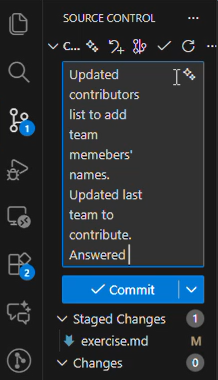 SOURCE CONTROL
C...
Updated
contributors
list to add
team
memebers'
names.
Updated last
team to
contribute.
Answered
1
Commit
2
Staged Changes 1
exercise.md M
Changes 0